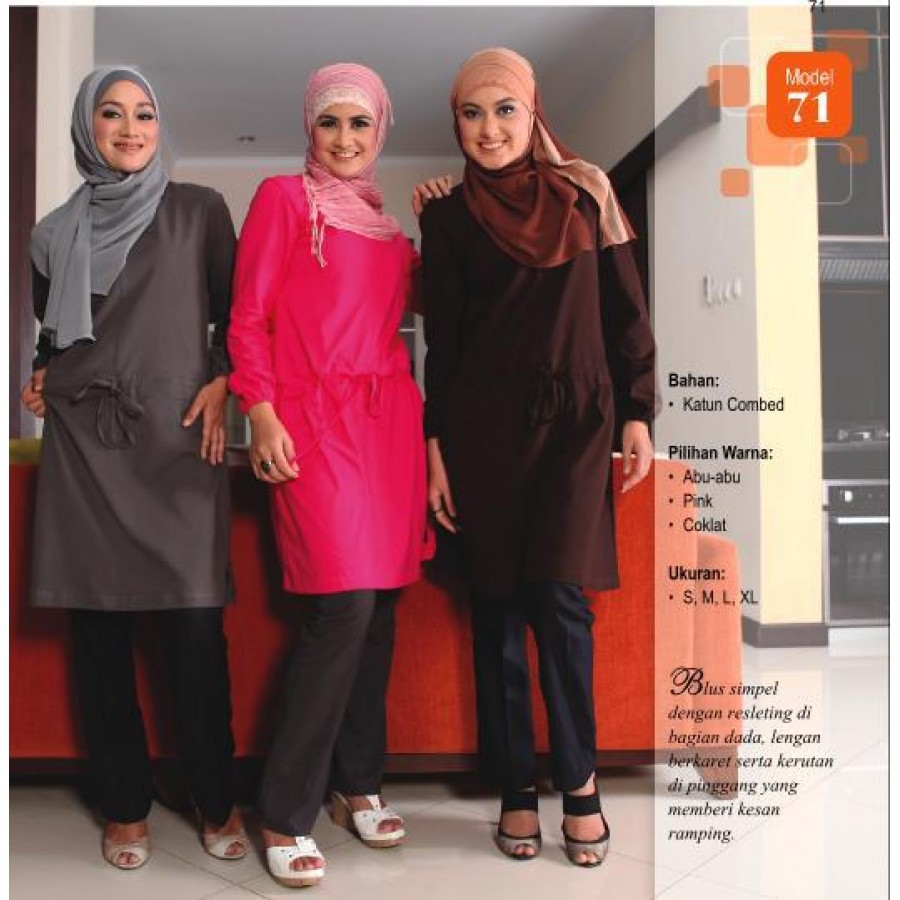 71
Model
71
Bahan:
• Katun Combed
Pilihan Warna:
• Abu-abu
• Pink
• Coklat
Ukuran:
• S, M, L, XL
Blus simpel
dengan resleting di
bagian dada, lengan
berkaret serta kerutan
di pinggang yang
memberi kesan
ramping.